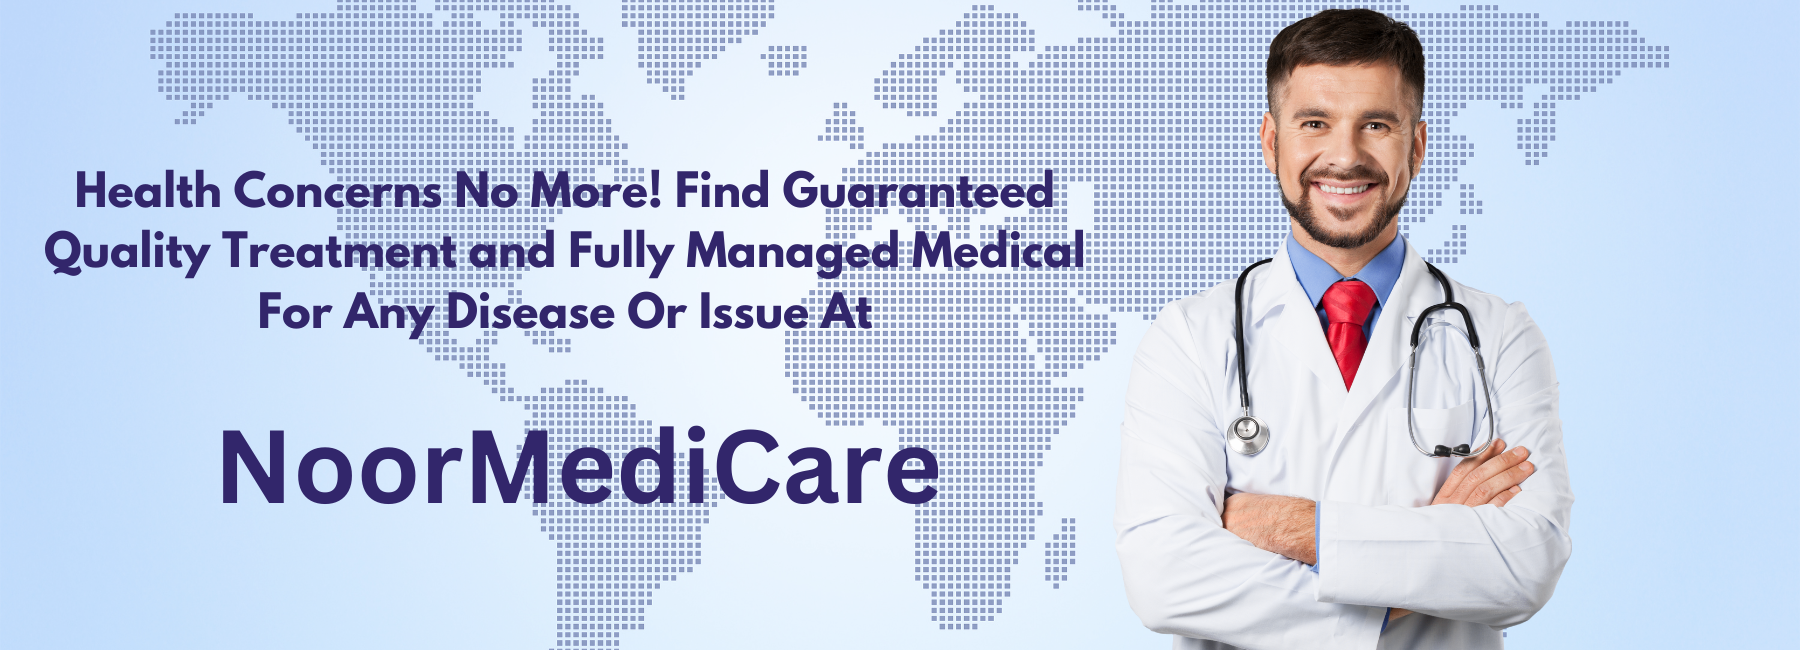 Health Concerns No More! Find Guaranteed
Quality Treatment and Fully Managed Medical
For Any Disease Or Issue At
NoorMediCare